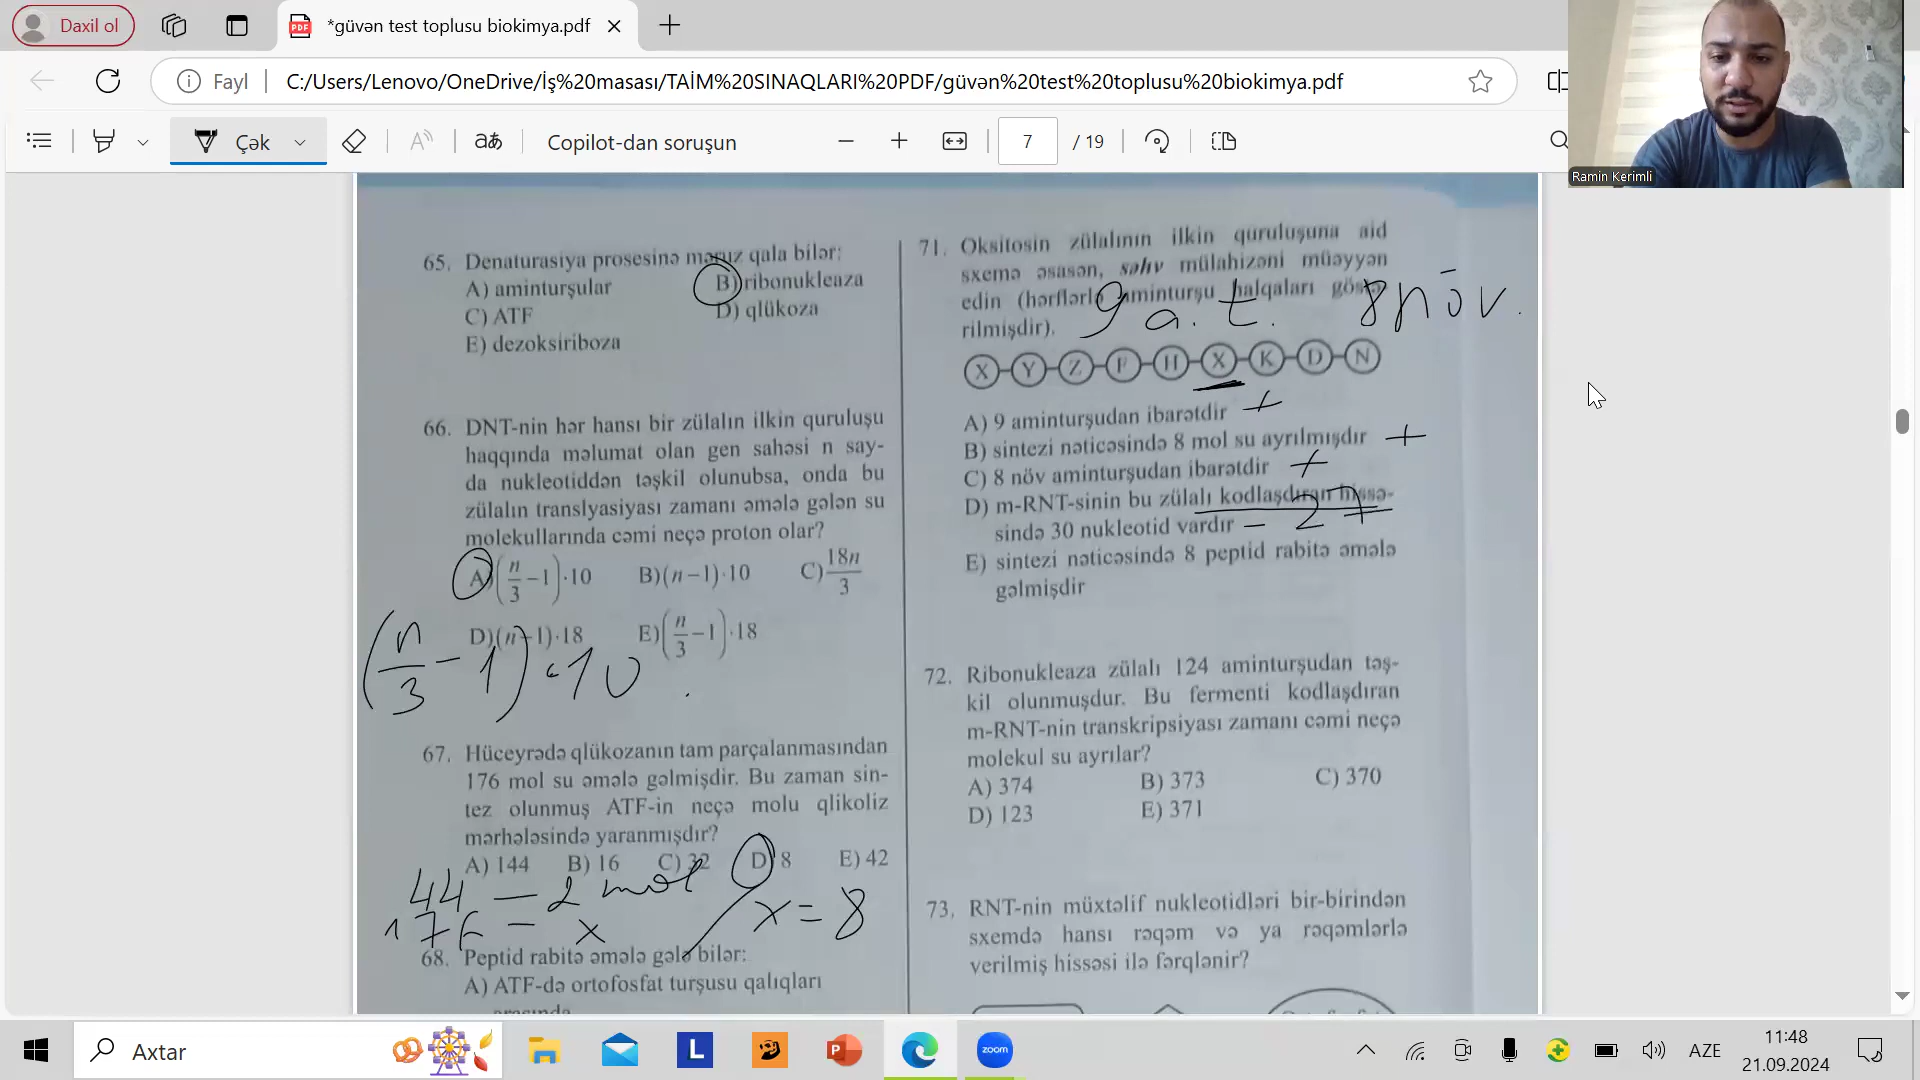 Daxil ol
*güvən test toplusu biokimya.pdf
Fayl
C:/Users/Lenovo/OneDrive/İş%20masası/TAİM%20SINAQLARI%20PDF/güvən%20test%20toplusu%20biokimya.pdf
Çək
Copilot-dan soruşun
7 / 19
Ramin Kerimli
65. Denaturasiya prosesinə məruz qala bilər:
A) aminturşular B) ribonukleaza
C) ATF D) qlükoza
E) dezoksiriboza
66. DNT-nin hər hansı bir zülalın ilkin quruluşu
haqqında məlumat olan gen sahəsi n say-
da nukleotiddən təşkil olunubsa, onda bu
zülalın translyasiyası zamanı əmələ gələn su
molekullarında cəmi neçə proton olar?
A) (n/3 − 1)·10 B) (n−1)·10 C) 18n/3
D) (n−1)·18 E) (n/3 − 1)·18
(n/3 − 1)·10
67. Hüceyrədə qlükozanın tam parçalanmasından
176 mol su əmələ gəlmişdir. Bu zaman sin-
tez olunmuş ATF-in neçə molu qlikoliz
mərhələsində yaranmışdır?
A) 144 B) 16 C) 32 D) 8 E) 42
44 — 2 mol
176 — x x = 8
68. Peptid rabitə əmələ gələ bilər:
A) ATF-də ortofosfat turşusu qalıqları
arasında
71. Oksitosin zülalının ilkin quruluşuna aid
sxemə əsasən, səhv mülahizəni müəyyən
edin (hərflərlə aminturşu halqaları göstə-
rilmişdir).
9 a.t. 8 növ.
X Y Z F H X K D N
A) 9 aminturşudan ibarətdir +
B) sintezi nəticəsində 8 mol su ayrılmışdır +
C) 8 növ aminturşudan ibarətdir +
D) m-RNT-sinin bu zülalı kodlaşdıran hissə-
sində 30 nukleotid vardır − 27
E) sintezi nəticəsində 8 peptid rabitə əmələ
gəlmişdir
72. Ribonukleaza zülalı 124 aminturşudan təş-
kil olunmuşdur. Bu fermenti kodlaşdıran
m-RNT-nin transkripsiyası zamanı cəmi neçə
molekul su ayrılar?
A) 374 B) 373 C) 370
D) 123 E) 371
73. RNT-nin müxtəlif nukleotidləri bir-birindən
sxemdə hansı rəqəm və ya rəqəmlərlə
verilmiş hissəsi ilə fərqlənir?
Axtar
L
P
zoom
AZE
11:48
21.09.2024